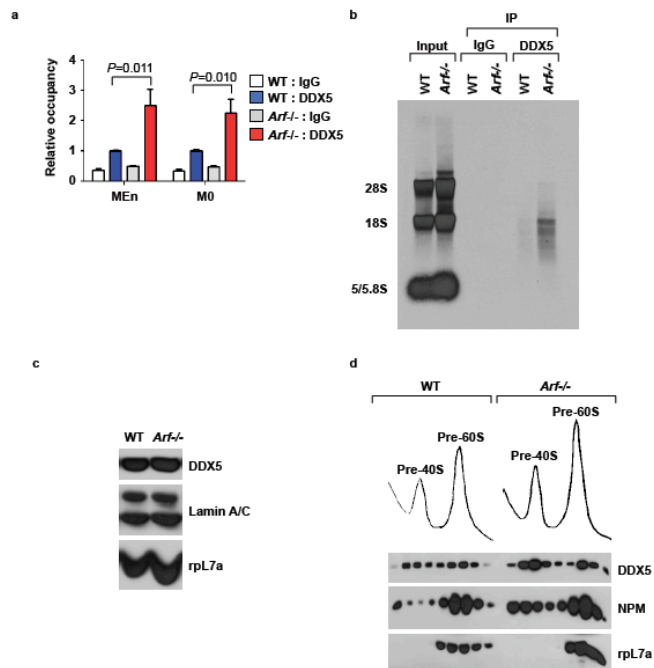 a
Relative occupancy
4
3
2
1
0
P=0.011
P=0.010
MEn
M0
WT : IgG
WT : DDX5
Arf-/- : IgG
Arf-/- : DDX5
b
IP
Input
IgG
DDX5
WT
Arf-/-
WT
Arf-/-
WT
Arf-/-
28S
18S
5/5.8S
c
WT
Arf-/-
DDX5
Lamin A/C
rpL7a
d
WT
Arf-/-
Pre-40S
Pre-60S
Pre-40S
Pre-60S
DDX5
NPM
rpL7a